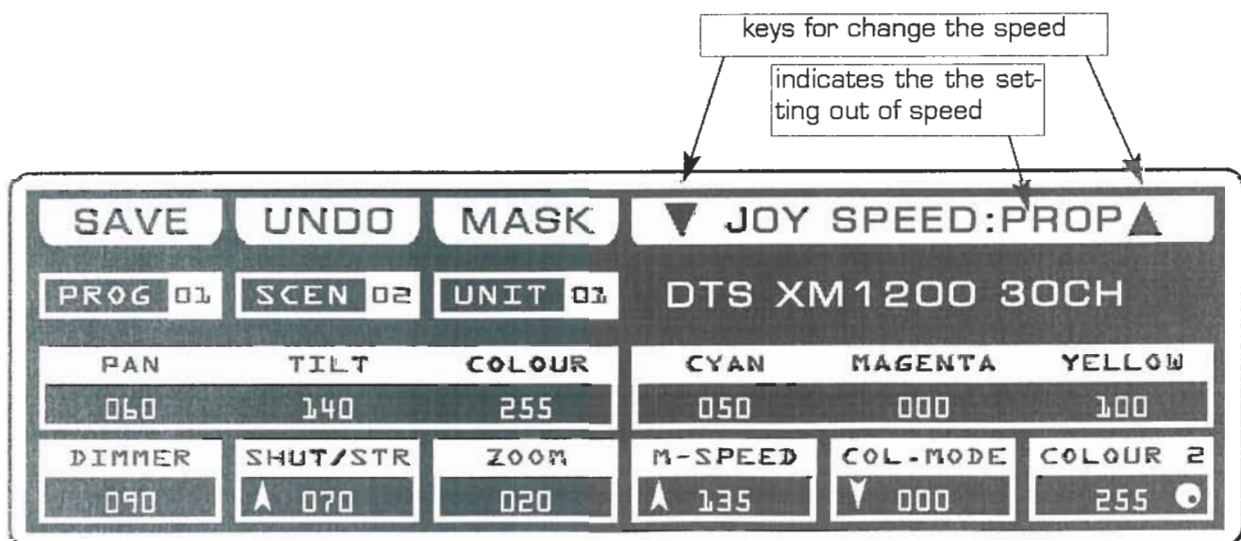 keys for change the speed
indicates the the set-
ting out of speed
SAVE UNDO MASK ▼ JOY SPEED:PROP▲
PROG 01 SCEN 02 UNIT 01 DTS XM1200 30CH
PAN TILT COLOUR CYAN MAGENTA YELLOW
060 140 255 050 000 100
DIMMER SHUT/STR ZOOM M-SPEED COL.MODE COLOUR 2
090 070 020 135 000 255